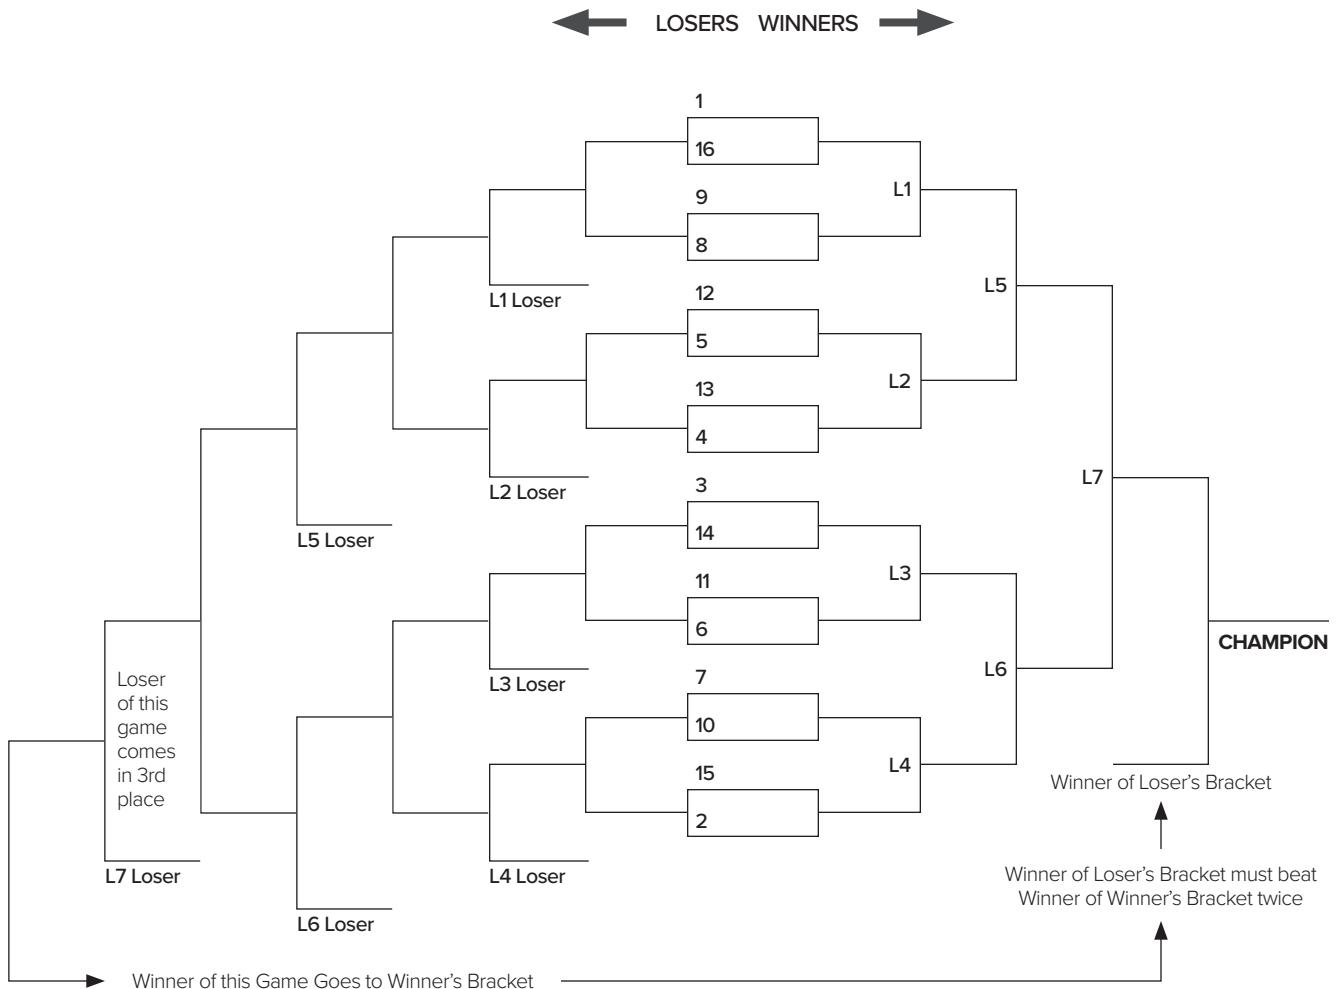 LOSERS WINNERS
1
16
9
8
L1
L1 Loser
12
5
L5
13
4
L2
L2 Loser
3
14
L7
L5 Loser
11
6
L3
L3 Loser
L6
CHAMPION
Loser
of this
game
comes
in 3rd
place
7
10
15
2
L4
Winner of Loser's Bracket
L7 Loser
L4 Loser
Winner of Loser's Bracket must beat
Winner of Winner's Bracket twice
L6 Loser
Winner of this Game Goes to Winner's Bracket